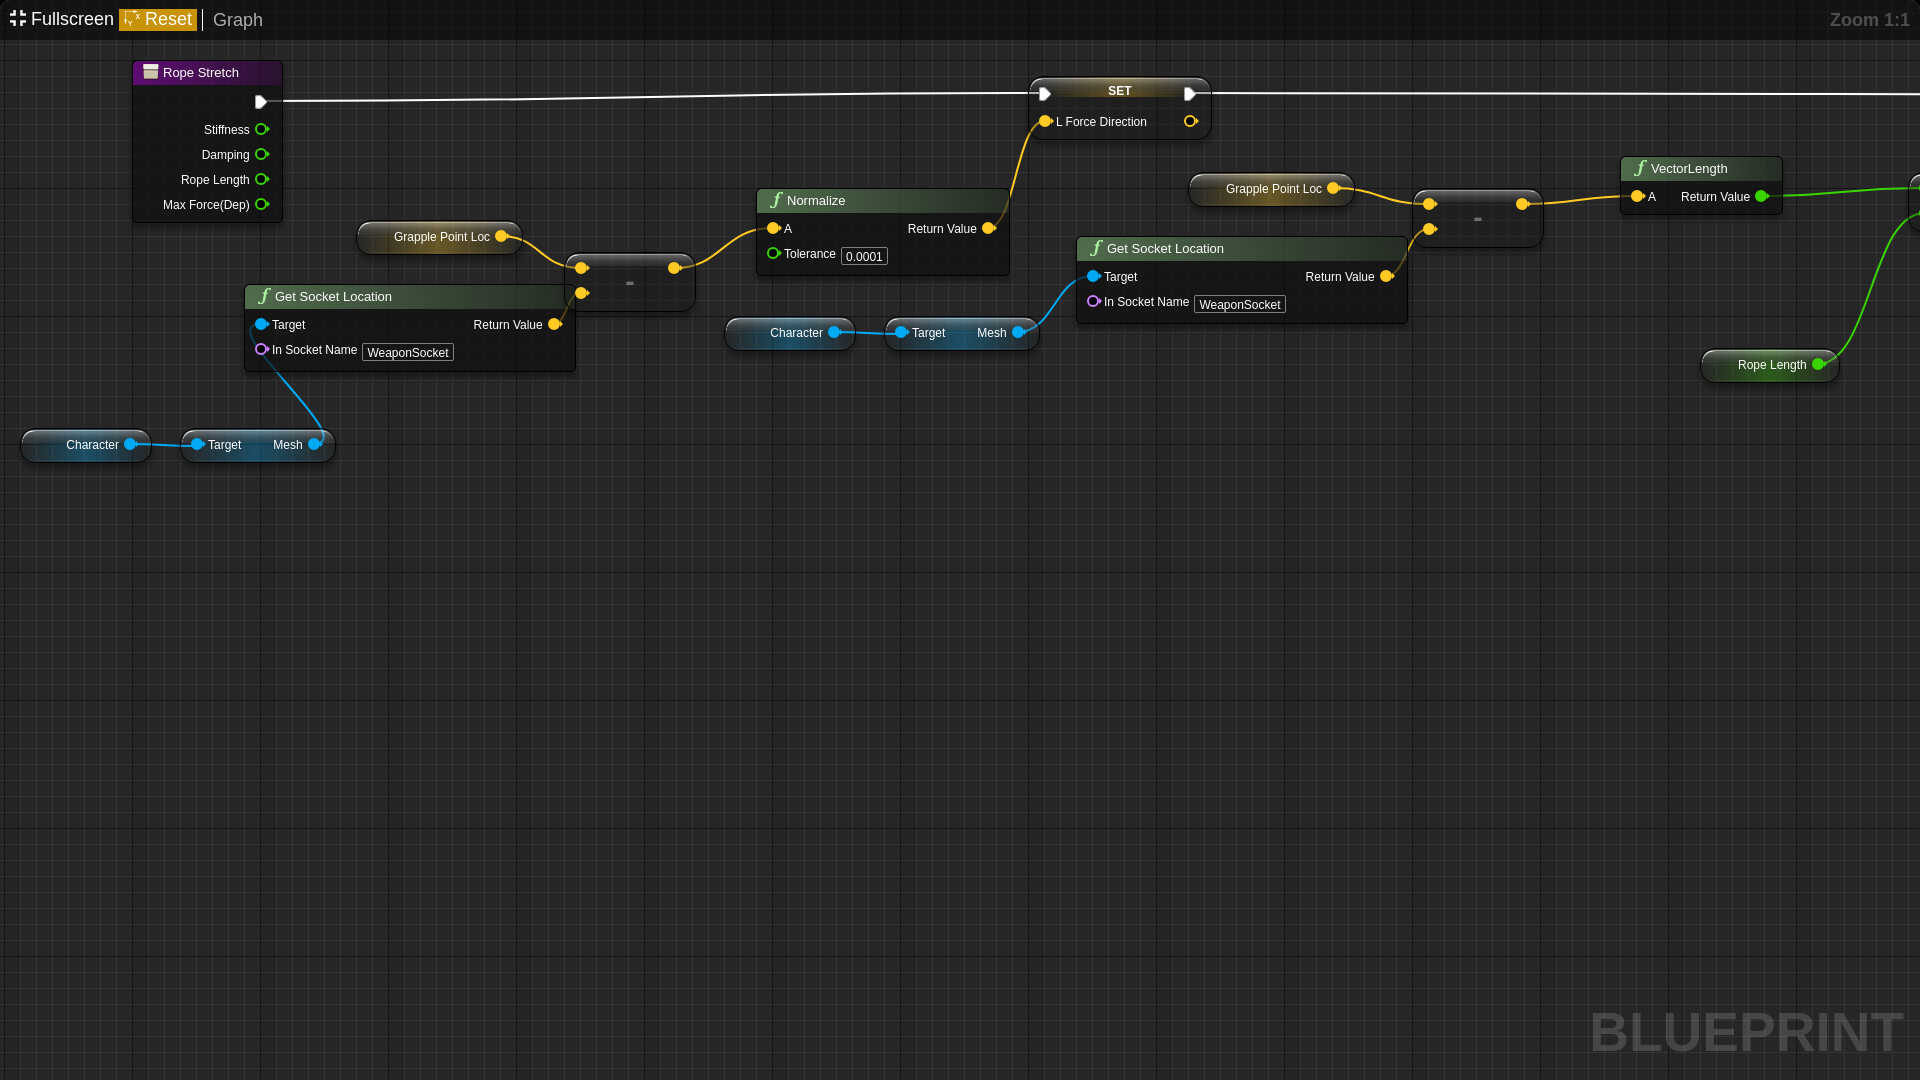 Fullscreen Reset Graph
Zoom 1:1
Rope Stretch
Stiffness
Damping
Rope Length
Max Force(Dep)
SET
L Force Direction
Grapple Point Loc
-
Normalize
A Return Value
Tolerance 0.0001
Get Socket Location
Target Return Value
In Socket Name WeaponSocket
Character
Target Mesh
Grapple Point Loc
-
VectorLength
A Return Value
Get Socket Location
Target Return Value
In Socket Name WeaponSocket
Character
Target Mesh
Rope Length
BLUEPRINT